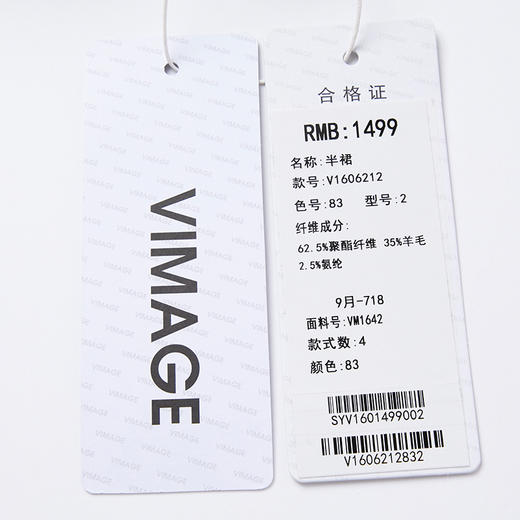 VIMAGE
合格证
RMB:1499
名称:半裙
款号:V1606212
色号:83 型号:2
纤维成分:
62.5%聚酯纤维 35%羊毛
2.5%氨纶
9月-718
面料号:VM1642
款式数:4
颜色:83
SYV1601499002
V1606212832